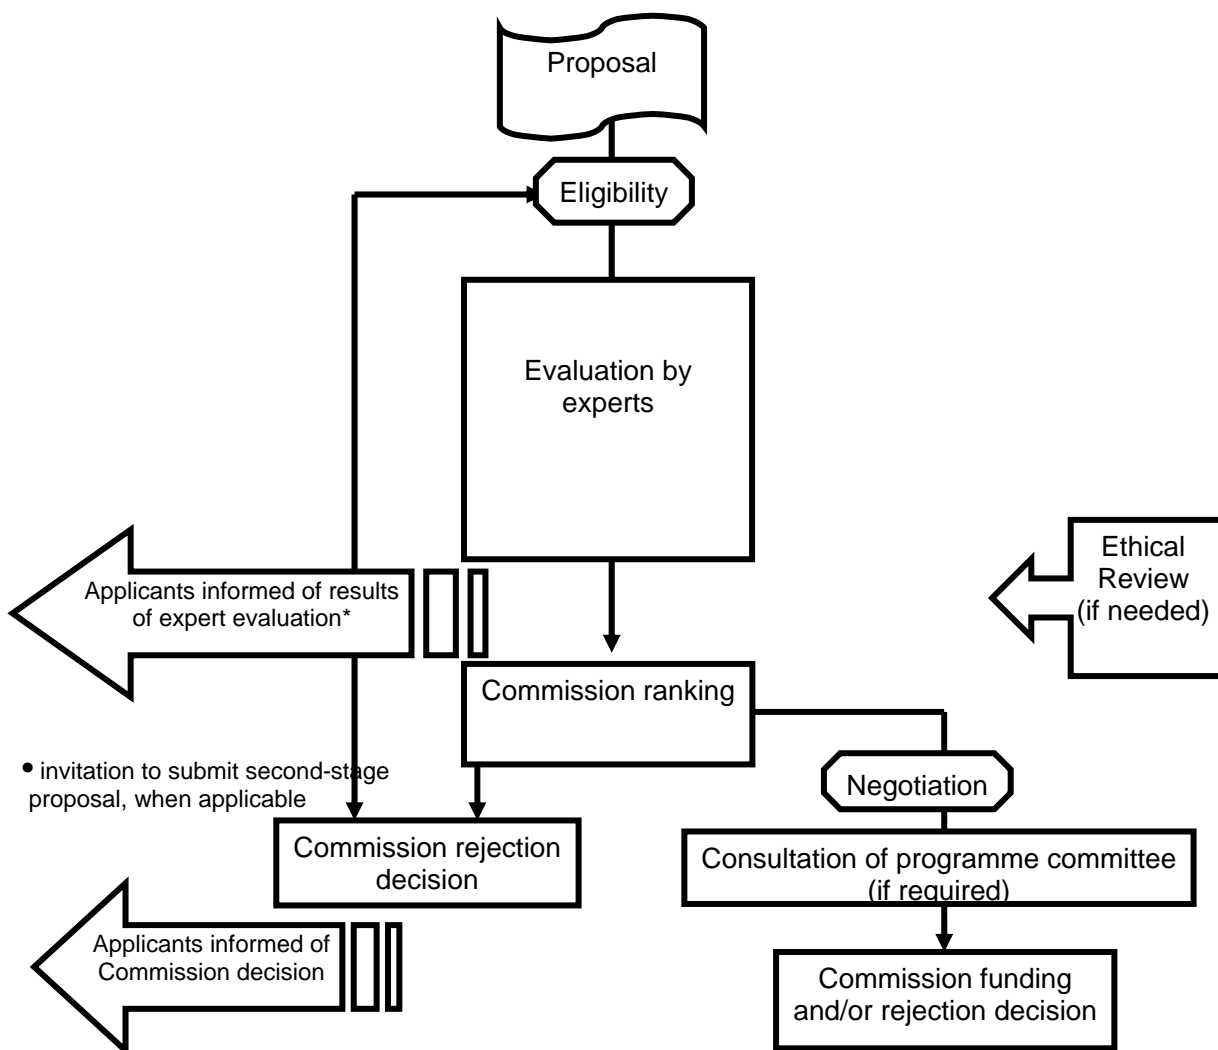 Proposal
Eligibility
Evaluation by
experts
Ethical
Review
(if needed)
Applicants informed of results
of expert evaluation*
Commission ranking
• invitation to submit second-stage
proposal, when applicable
Negotiation
Commission rejection
decision
Consultation of programme committee
(if required)
Applicants informed of
Commission decision
Commission funding
and/or rejection decision